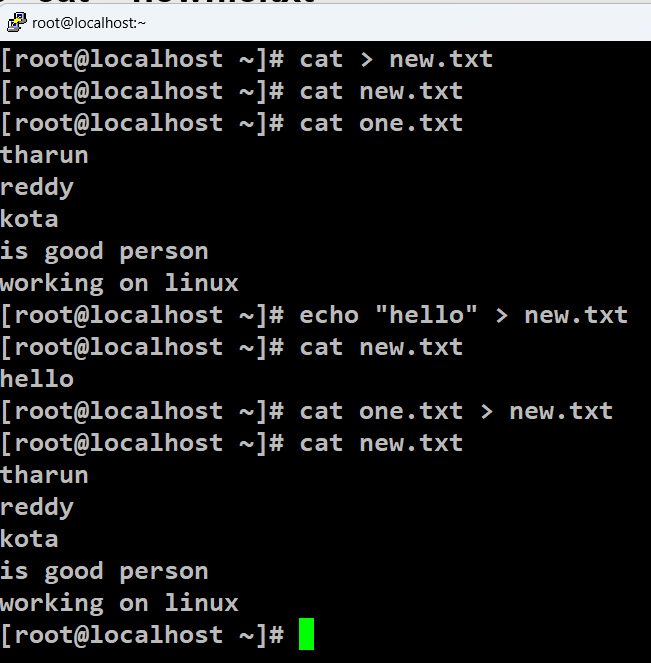 root@localhost:~
[root@localhost ~]# cat > new.txt
[root@localhost ~]# cat new.txt
[root@localhost ~]# cat one.txt
tharun
reddy
kota
is good person
working on linux
[root@localhost ~]# echo "hello" > new.txt
[root@localhost ~]# cat new.txt
hello
[root@localhost ~]# cat one.txt > new.txt
[root@localhost ~]# cat new.txt
tharun
reddy
kota
is good person
working on linux
[root@localhost ~]#